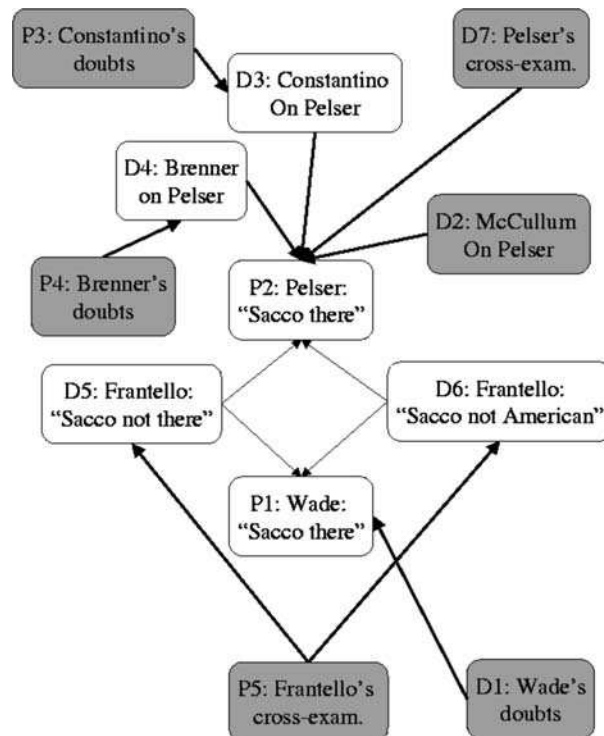 P3: Constantino's
doubts
D7: Pelser's
cross-exam.
D3: Constantino
On Pelser
D4: Brenner
on Pelser
D2: McCullum
On Pelser
P4: Brenner's
doubts
P2: Pelser:
“Sacco there”
D5: Frantello:
“Sacco not there”
D6: Frantello:
“Sacco not American”
P1: Wade:
“Sacco there”
P5: Frantello's
cross-exam.
D1: Wade's
doubts